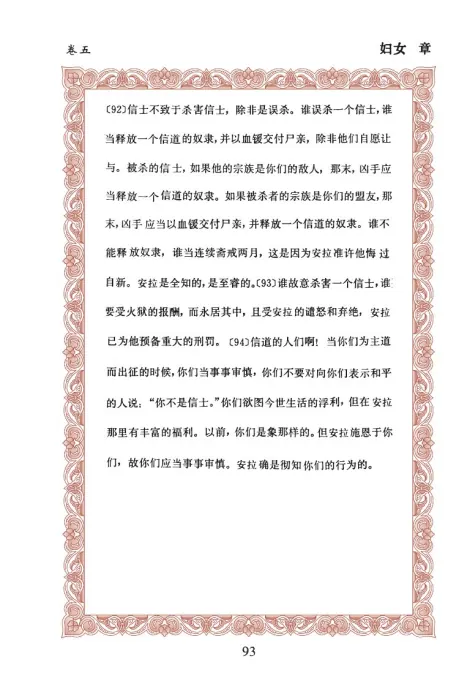 卷五
妇女 章
〔92〕信士不致于杀害信士，除非是误杀。谁误杀一个信士，谁
当释放一个信道的奴隶，并以血锾交付尸亲，除非他们自愿让
与。被杀的信士，如果他的宗族是你们的敌人，那末，凶手应
当释放一个信道的奴隶。如果被杀者的宗族是你们的盟友，那
末，凶手应当以血锾交付尸亲，并释放一个信道的奴隶。谁不
能释放奴隶，谁当连续斋戒两月，这是因为安拉准许他悔过
自新。安拉是全知的，是至睿的。〔93〕谁故意杀害一个信士，谁
要受火狱的报酬，而永居其中，且受安拉的谴怒和弃绝，安拉
已为他预备重大的刑罚。〔94〕信道的人们啊！当你们为主道
而出征的时候，你们当事事审慎，你们不要对向你们表示和平
的人说：“你不是信士。”你们欲图今世生活的浮利，但在安拉
那里有丰富的福利。以前，你们是象那样的。但安拉施恩于你
们，故你们应当事事审慎。安拉确是彻知你们的行为的。
93